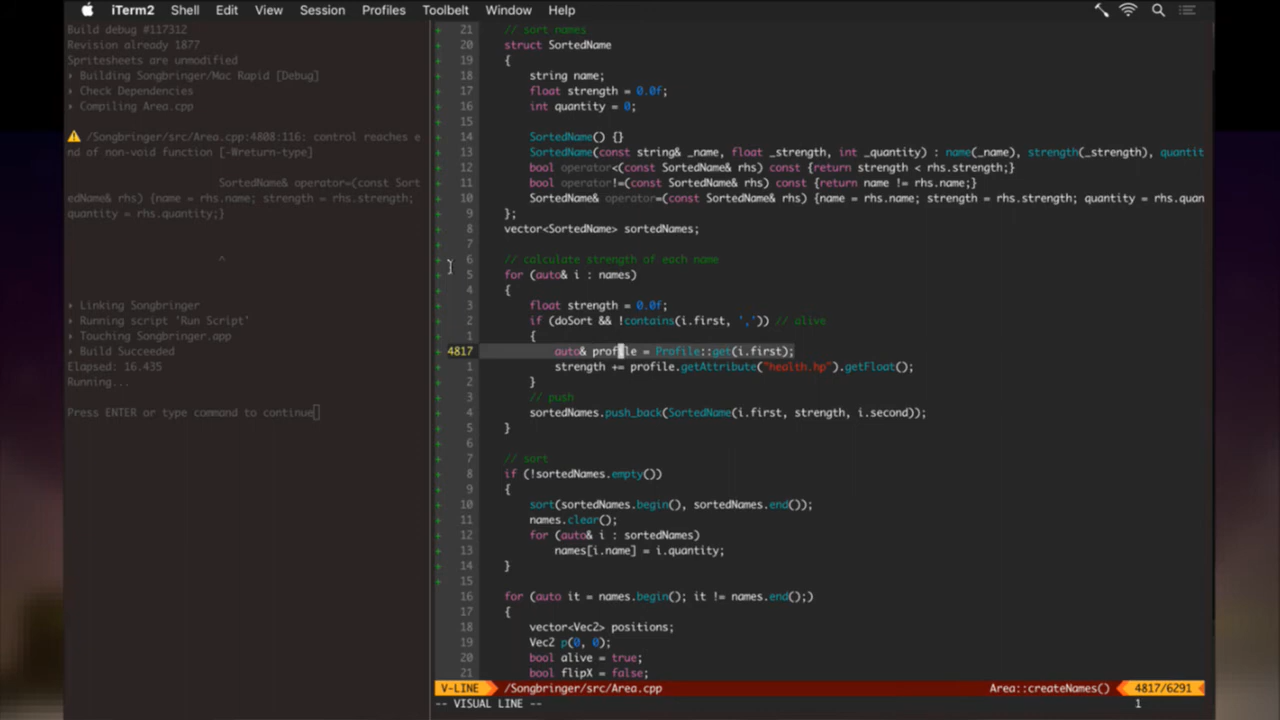 iTerm2 Shell Edit View Session Profiles Toolbelt Window Help
Build debug #117312
Revision already 1877
Spritesheets are unmodified
▸ Building Songbringer/Mac Rapid [Debug]
▸ Check Dependencies
▸ Compiling Area.cpp
⚠️ /Songbringer/src/Area.cpp:4808:116: control reaches e
nd of non-void function [-Wreturn-type]
SortedName& operator=(const Sort
edName& rhs) {name = rhs.name; strength = rhs.strength;
quantity = rhs.quantity;}
^
▸ Linking Songbringer
▸ Running script 'Run Script'
▸ Touching Songbringer.app
▸ Build Succeeded
Elapsed: 16.435
Running...
Press ENTER or type command to continue
+ 21 // sort names
+ 20 struct SortedName
+ 19 {
+ 18 string name;
+ 17 float strength = 0.0f;
+ 16 int quantity = 0;
+ 15
+ 14 SortedName() {}
+ 13 SortedName(const string& _name, float _strength, int _quantity) : name(_name), strength(_strength), quantit
+ 12 bool operator<(const SortedName& rhs) const {return strength < rhs.strength;}
+ 11 bool operator!=(const SortedName& rhs) const {return name != rhs.name;}
+ 10 SortedName& operator=(const SortedName& rhs) {name = rhs.name; strength = rhs.strength; quantity = rhs.quan
+ 9 };
+ 8 vector<SortedName> sortedNames;
+ 7
+ 6 // calculate strength of each name
+ 5 for (auto& i : names)
+ 4 {
+ 3 float strength = 0.0f;
+ 2 if (doSort && !contains(i.first, ',')) // alive
+ 1 {
+ 4817 auto& profile = Profile::get(i.first);
+ 1 strength += profile.getAttribute("health.hp").getFloat();
+ 2 }
+ 3 // push
+ 4 sortedNames.push_back(SortedName(i.first, strength, i.second));
+ 5 }
+ 6
+ 7 // sort
+ 8 if (!sortedNames.empty())
+ 9 {
+ 10 sort(sortedNames.begin(), sortedNames.end());
+ 11 names.clear();
+ 12 for (auto& i : sortedNames)
+ 13 names[i.name] = i.quantity;
+ 14 }
+ 15
16 for (auto it = names.begin(); it != names.end();)
17 {
18 vector<Vec2> positions;
19 Vec2 p(0, 0);
20 bool alive = true;
21 bool flipX = false;
V-LINE /Songbringer/src/Area.cpp Area::createNames() 4817/6291
-- VISUAL LINE -- 1